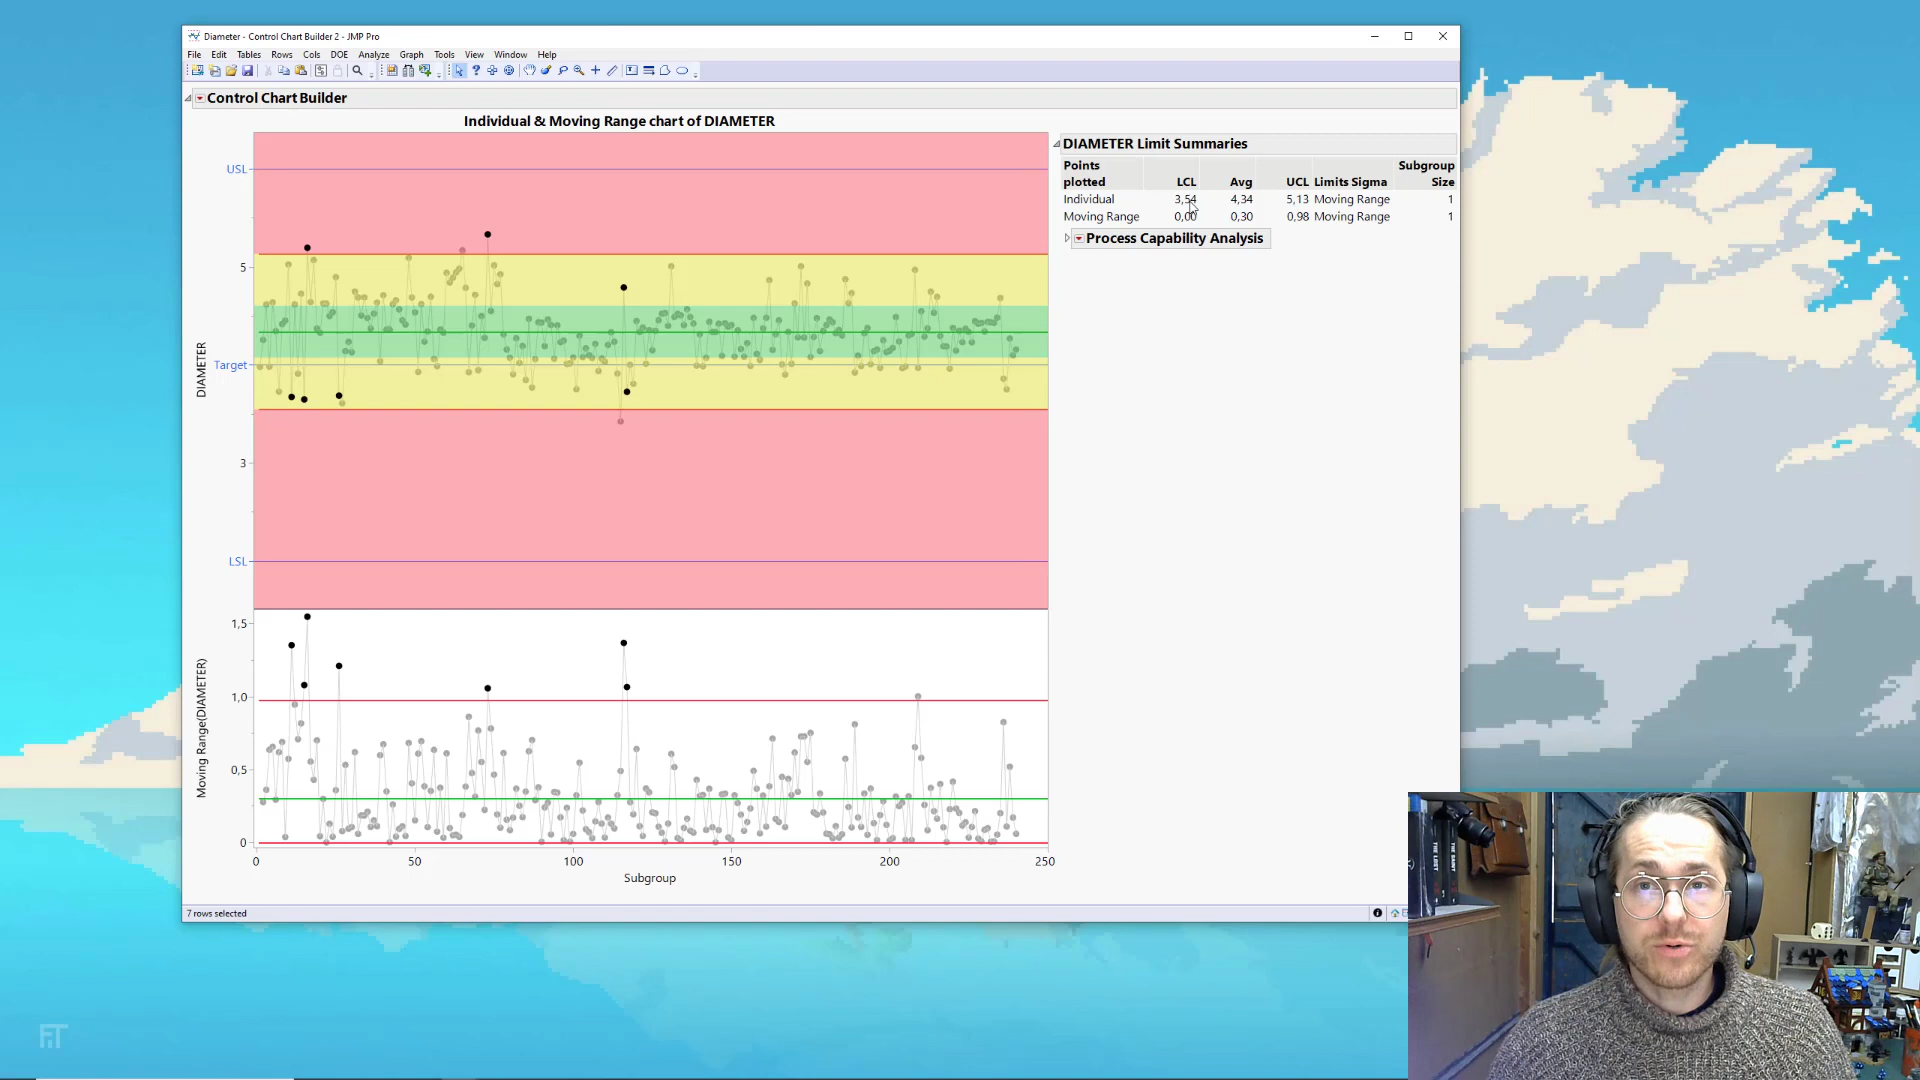 Diameter - Control Chart Builder 2 - JMP Pro
File Edit Tables Rows Cols DOE Analyze Graph Tools View Window Help
Control Chart Builder
Individual & Moving Range chart of DIAMETER
USL
5
Target
3
LSL
DIAMETER
1,5
1,0
0,5
0
Moving Range(DIAMETER)
0 50 100 150 200 250
Subgroup
DIAMETER Limit Summaries
Points plotted LCL Avg UCL Limits Sigma Subgroup Size
Individual 3,54 4,34 5,13 Moving Range 1
Moving Range 0,00 0,30 0,98 Moving Range 1
Process Capability Analysis
7 rows selected
FiT